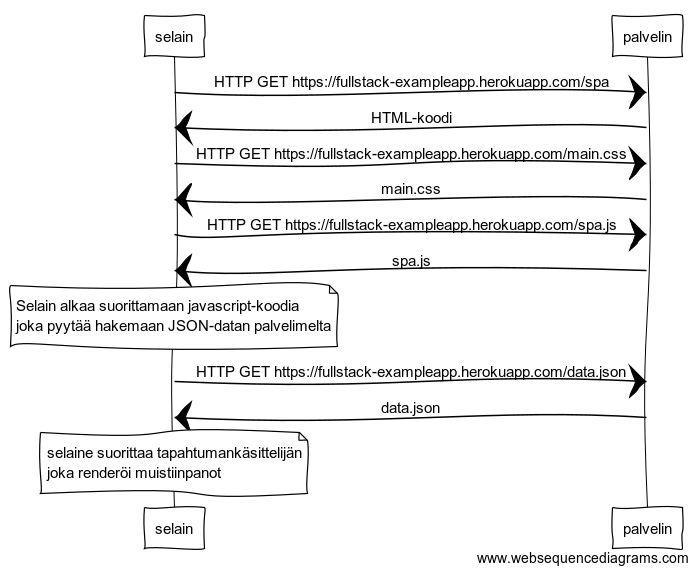 selain
palvelin
HTTP GET https://fullstack-exampleapp.herokuapp.com/spa
HTML-koodi
HTTP GET https://fullstack-exampleapp.herokuapp.com/main.css
main.css
HTTP GET https://fullstack-exampleapp.herokuapp.com/spa.js
spa.js
Selain alkaa suorittamaan javascript-koodia
joka pyytää hakemaan JSON-datan palvelimelta
HTTP GET https://fullstack-exampleapp.herokuapp.com/data.json
data.json
selaine suorittaa tapahtumankäsittelijän
joka renderöi muistiinpanot
selain
palvelin
www.websequencediagrams.com